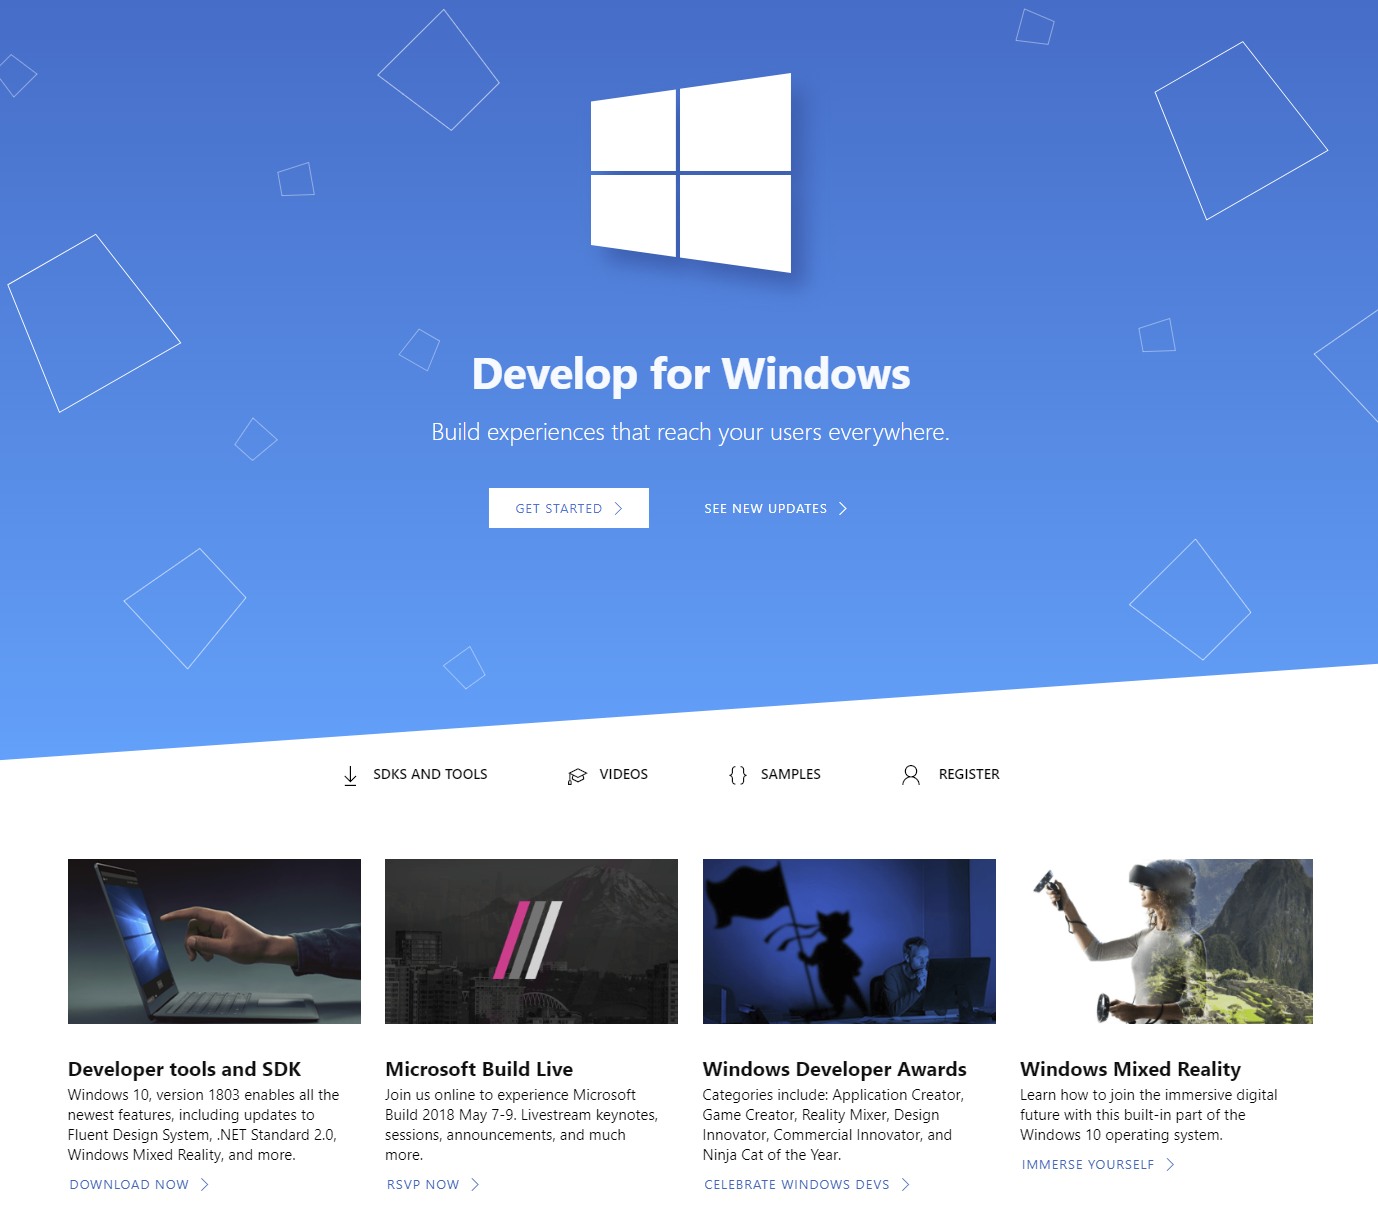 Develop for Windows
Build experiences that reach your users everywhere.
GET STARTED
SEE NEW UPDATES
SDKS AND TOOLS
VIDEOS
SAMPLES
REGISTER
Developer tools and SDK
Windows 10, version 1803 enables all the
newest features, including updates to
Fluent Design System, .NET Standard 2.0,
Windows Mixed Reality, and more.
DOWNLOAD NOW
Microsoft Build Live
Join us online to experience Microsoft
Build 2018 May 7-9. Livestream keynotes,
sessions, announcements, and much
more.
RSVP NOW
Windows Developer Awards
Categories include: Application Creator,
Game Creator, Reality Mixer, Design
Innovator, Commercial Innovator, and
Ninja Cat of the Year.
CELEBRATE WINDOWS DEVS
Windows Mixed Reality
Learn how to join the immersive digital
future with this built-in part of the
Windows 10 operating system.
IMMERSE YOURSELF